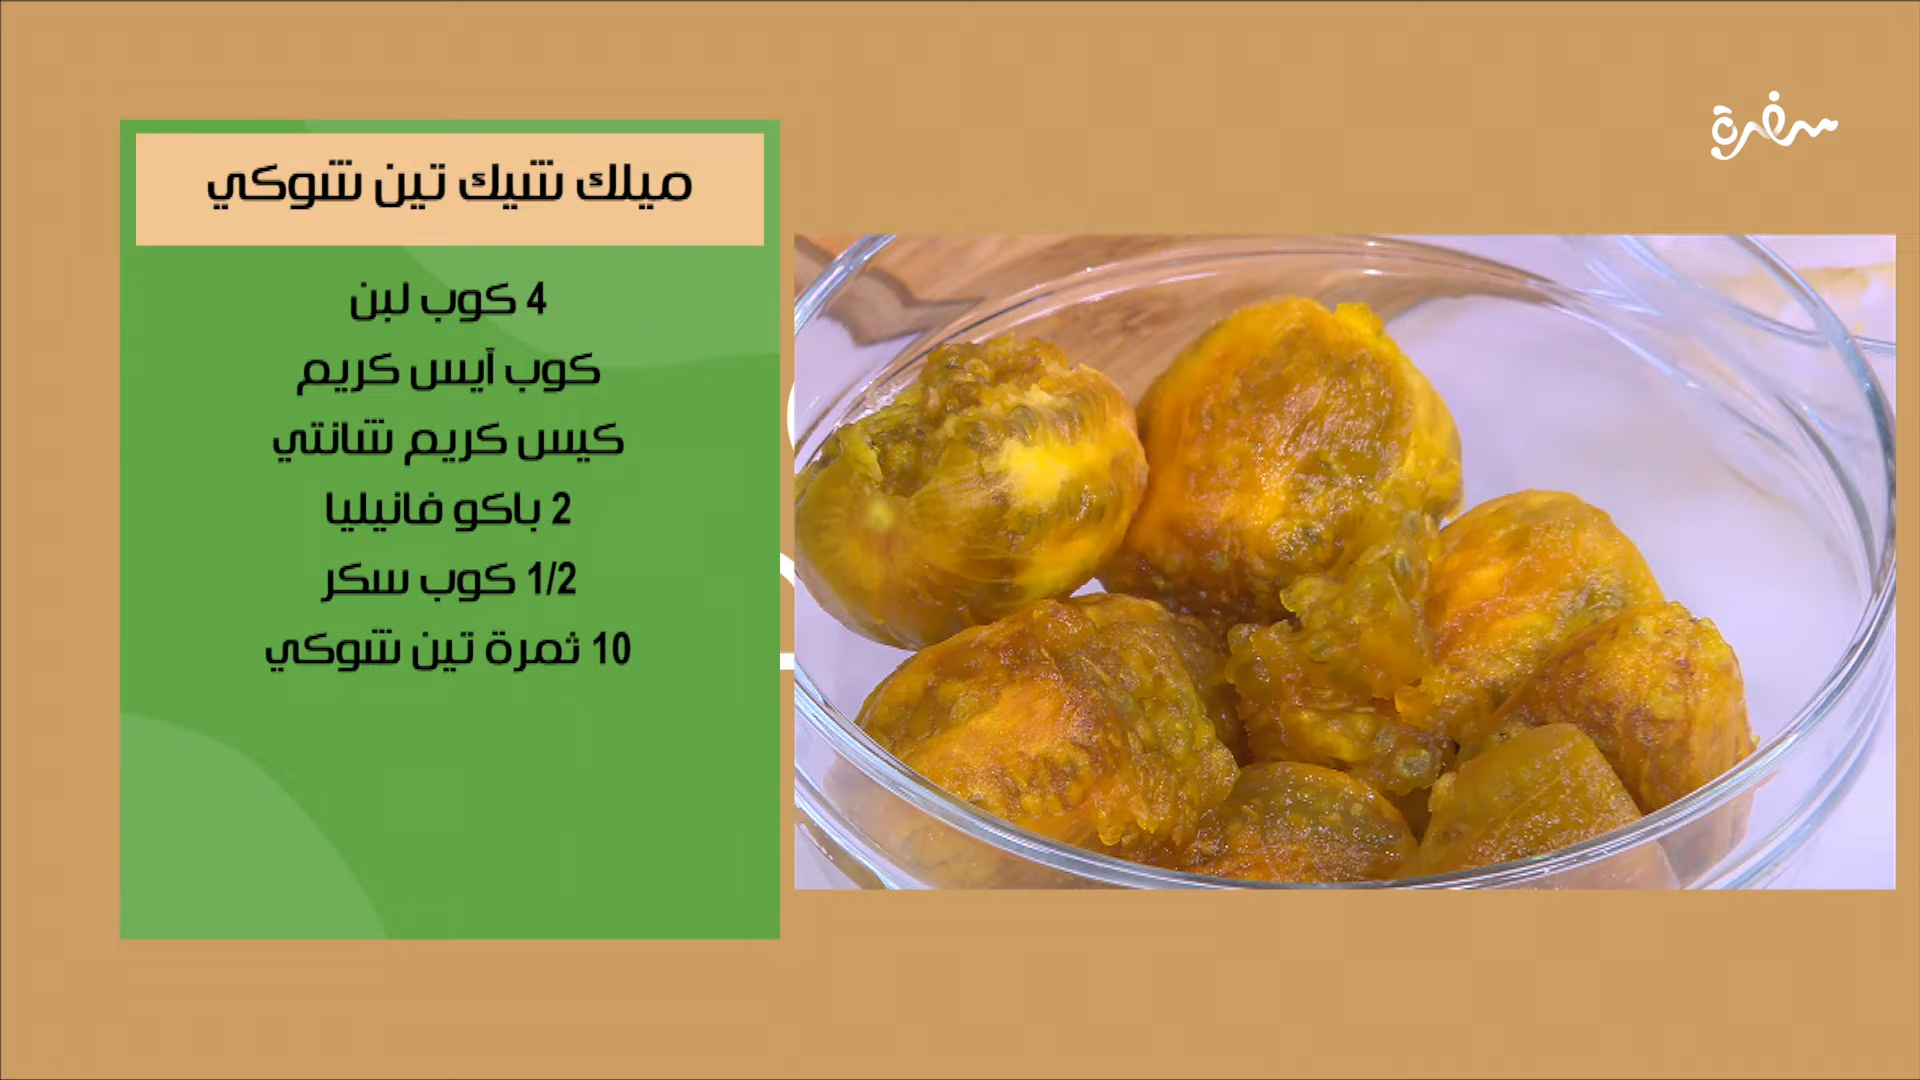 سفرة
ميلك شيك تين شوكي
4 كوب لبن
كوب آيس كريم
كيس كريم شانتي
2 باكو فانيليا
1/2 كوب سكر
10 ثمرة تين شوكي